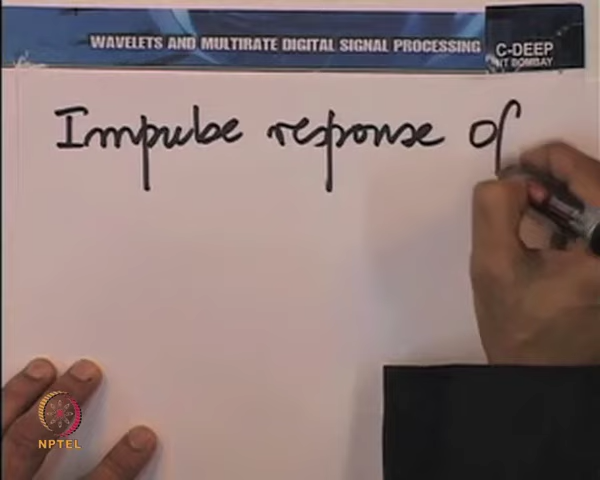 WAVELETS AND MULTIRATE DIGITAL SIGNAL PROCESSING
C-DEEP
IIT BOMBAY
Impulse response of
NPTEL